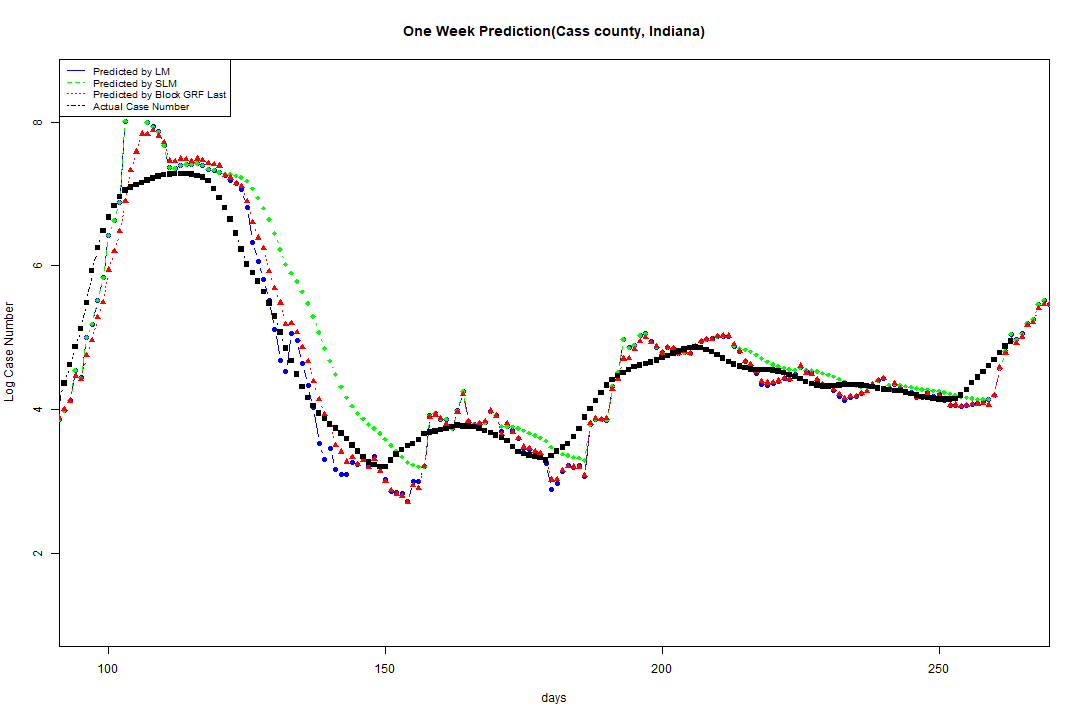 One Week Prediction(Cass county, Indiana)
Predicted by LM
Predicted by SLM
Predicted by Block GRF Last
Actual Case Number
8
6
4
2
Log Case Number
100 150 200 250
days